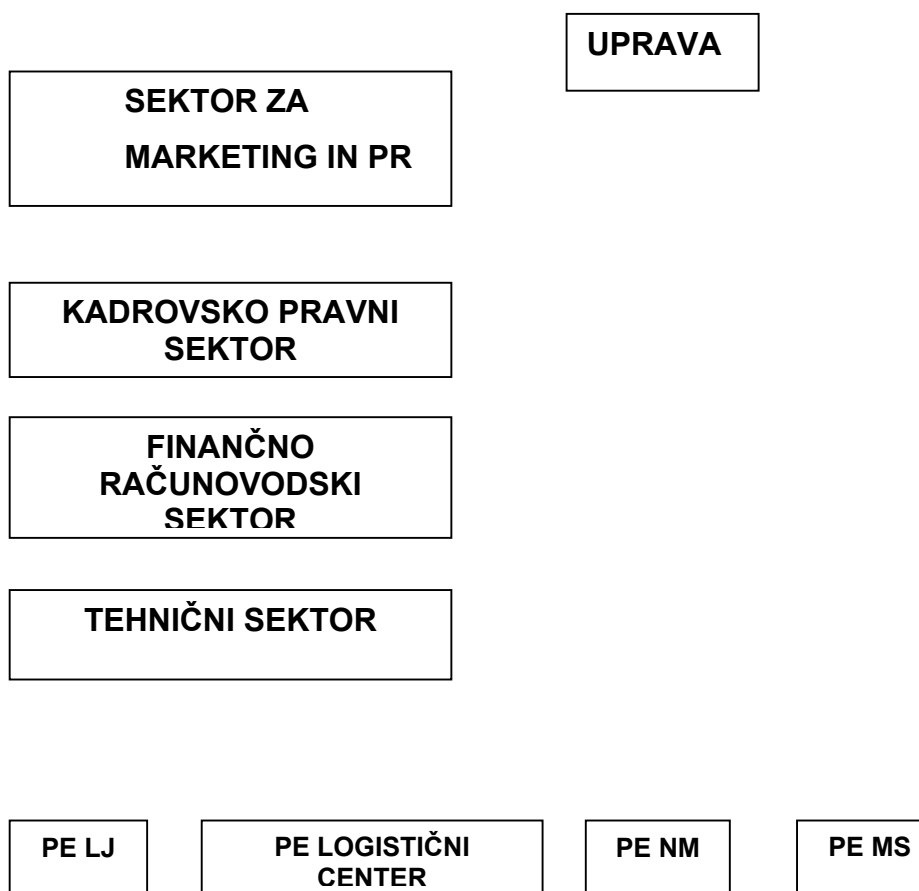 UPRAVA
SEKTOR ZA
MARKETING IN PR
KADROVSKO PRAVNI
SEKTOR
FINANČNO
RAČUNOVODSKI
SEKTOR
TEHNIČNI SEKTOR
PE LJ
PE LOGISTIČNI
CENTER
PE NM
PE MS